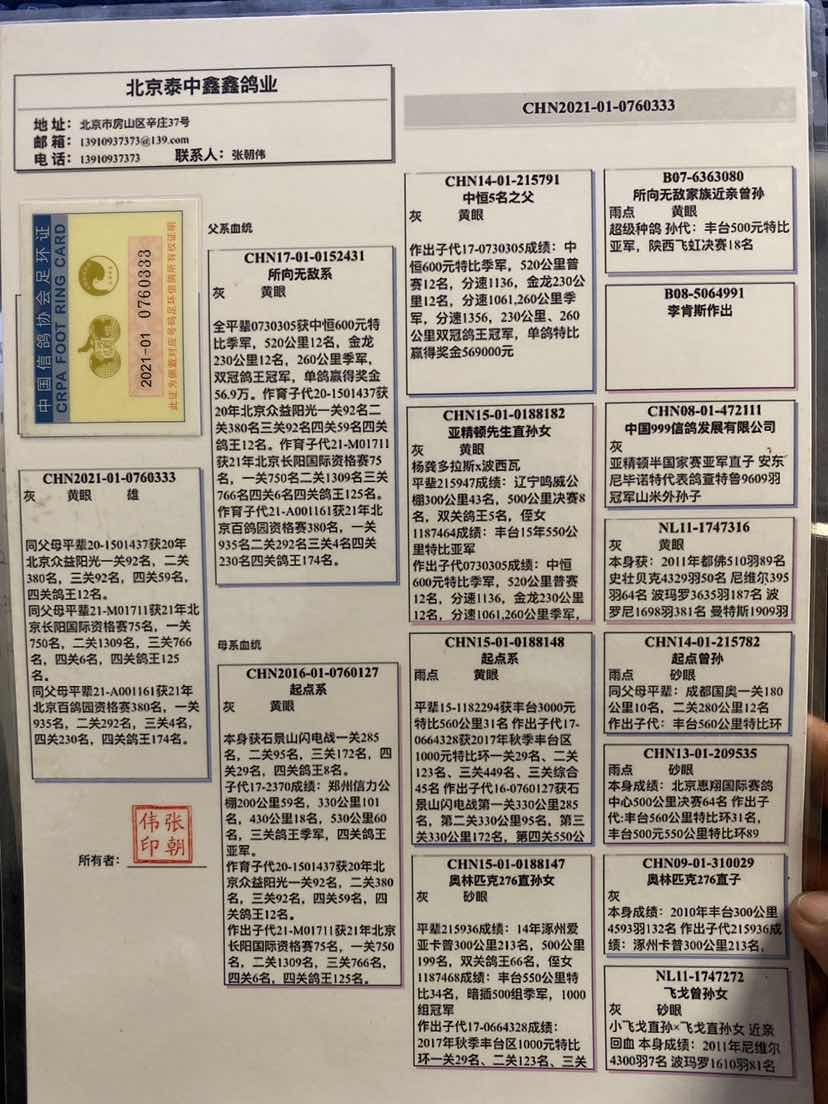 北京泰中鑫鑫鸽业
地 址：北京市房山区辛庄37号
邮 箱：13910937373@139.com
电 话：13910937373 联系人：张朝伟
CHN2021-01-0760333
中国信鸽协会足环证
CRPA FOOT RING CARD
2021-01 0760333
CHN2021-01-0760333
灰 黄眼 雄
同父母平辈20-1501437获20年
北京众益阳光一关92名，二关
380名，三关92名，四关59名，
四关鸽王12名。
同父母平辈21-M01711获21年北
京长阳国际资格赛75名，一关
750名，二关1309名，三关766
名，四关6名，四关鸽王125
名。
同父母平辈21-A001161获21年
北京百鸽园资格赛380名，一关
935名，二关292名，三关4名，
四关230名，四关鸽王174名。
所有者：
张朝
伟印
父系血统
CHN17-01-0152431
所向无敌系
灰 黄眼
全平辈0730305获中恒600元特
比季军，520公里12名，金龙
230公里12名，260公里季军，
双冠鸽王冠军，单鸽赢得奖金
56.9万。作育子代20-1501437获
20年北京众益阳光一关92名二
关380名三关92名四关59名四关
鸽王12名。作育子代21-M01711
获21年北京长阳国际资格赛75
名，一关750名二关1309名三关
766名四关6名四关鸽王125名。
作育子代21-A001161获21年北
京百鸽园资格赛380名，一关
935名二关292名三关4名四关
230名四关鸽王174名。
母系血统
CHN2016-01-0760127
起点系
灰 黄眼
本身获石景山闪电战一关285
名，二关95名，三关172名，四
关29名，四关鸽王8名。
子代17-2370成绩：郑州信力公
棚200公里59名，330公里101
名，430公里18名，530公里60
名，三关鸽王季军，四关鸽王
亚军。
作育子代20-1501437获20年北
京众益阳光一关92名，二关380
名，三关92名，四关59名，四
关鸽王12名。
作出子代21-M01711获21年北京
长阳国际资格赛75名，一关750
名，二关1309名，三关766名，
四关6名，四关鸽王125名。
CHN14-01-215791
中恒5名之父
灰 黄眼
作出子代17-0730305成绩：中
恒600元特比季军，520公里普
赛12名，分速1136，金龙230公
里12名，分速1061,260公里季
军，分速1356，230公里、260
公里双冠鸽王冠军，单鸽特比
赢得奖金569000元
CHN15-01-0188182
亚精顿先生直孙女
灰 黄眼
杨龚多拉斯x波西瓦
平辈215947成绩：辽宁鸣威公
棚300公里43名，500公里决赛8
名，双关鸽王5名，侄女
1187464成绩：丰台15年550公
里特比亚军
作出子代0730305成绩：中恒
600元特比季军，520公里普赛
12名，分速1136，金龙230公里
12名，分速1061,260公里季军，
CHN15-01-0188148
起点系
雨点 黄眼
平辈15-1182294获丰台3000元
特比560公里31名 作出子代17-
0664328获2017年秋季丰台区
1000元特比环一关29名、二关
123名、三关449名、三关综合
45名 作出子代16-0760127获石
景山闪电战第一关330公里285
名，第二关330公里95名，第三
关330公里172名，第四关550公
CHN15-01-0188147
奥林匹克276直孙女
灰 砂眼
平辈215936成绩：14年涿州爱
亚卡普300公里213名，500公里
199名，双关鸽王66名，侄女
1187468成绩：丰台550公里特
比34名，暗插500组季军，1000
组冠军
作出子代17-0664328成绩：
2017年秋季丰台区1000元特比
环一关29名、二关123名、三关
B07-6363080
所向无敌家族近亲曾孙
雨点 黄眼
超级种鸽 孙代：丰台500元特比
亚军，陕西飞虹决赛18名
B08-5064991
李肯斯作出
CHN08-01-472111
中国999信鸽发展有限公司
灰
亚精顿半国家赛亚军直子 安东
尼毕诺特代表鸽查特鲁9609羽
冠军山米外孙子
NL11-1747316
灰 黄眼
本身获：2011年都佛510羽89名
史壮贝克4329羽50名 尼维尔395
羽64名 波玛罗3635羽187名 波
罗尼1698羽381名 曼特斯1909羽
CHN14-01-215782
起点曾孙
雨点 砂眼
同父母平辈：成都国奥一关180
公里10名，二关280公里12名
作出子代：丰台560公里特比环
CHN13-01-209535
雨点 砂眼
本身成绩：北京惠翔国际赛鸽
中心500公里决赛64名 作出子
代:丰台560公里特比环31名，
丰台500元550公里特比环89
CHN09-01-310029
奥林匹克276直子
灰
本身成绩：2010年丰台300公里
4593羽132名 作出子代215936成
绩：涿州卡普300公里213名，
NL11-1747272
飞戈曾孙女
灰 砂眼
小飞戈直孙×飞戈直孙女 近亲
回血 本身成绩：2011年尼维尔
4300羽7名 波玛罗1610羽81名